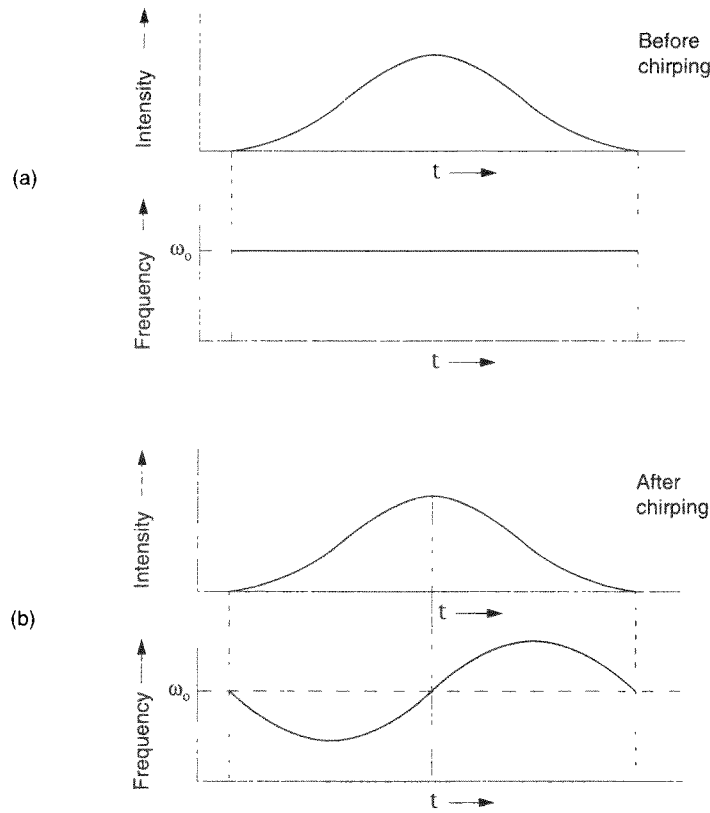 Intensity
Before
chirping
t
(a)
Frequency
ω₀
t
Intensity
After
chirping
t
(b)
Frequency
ω₀
t